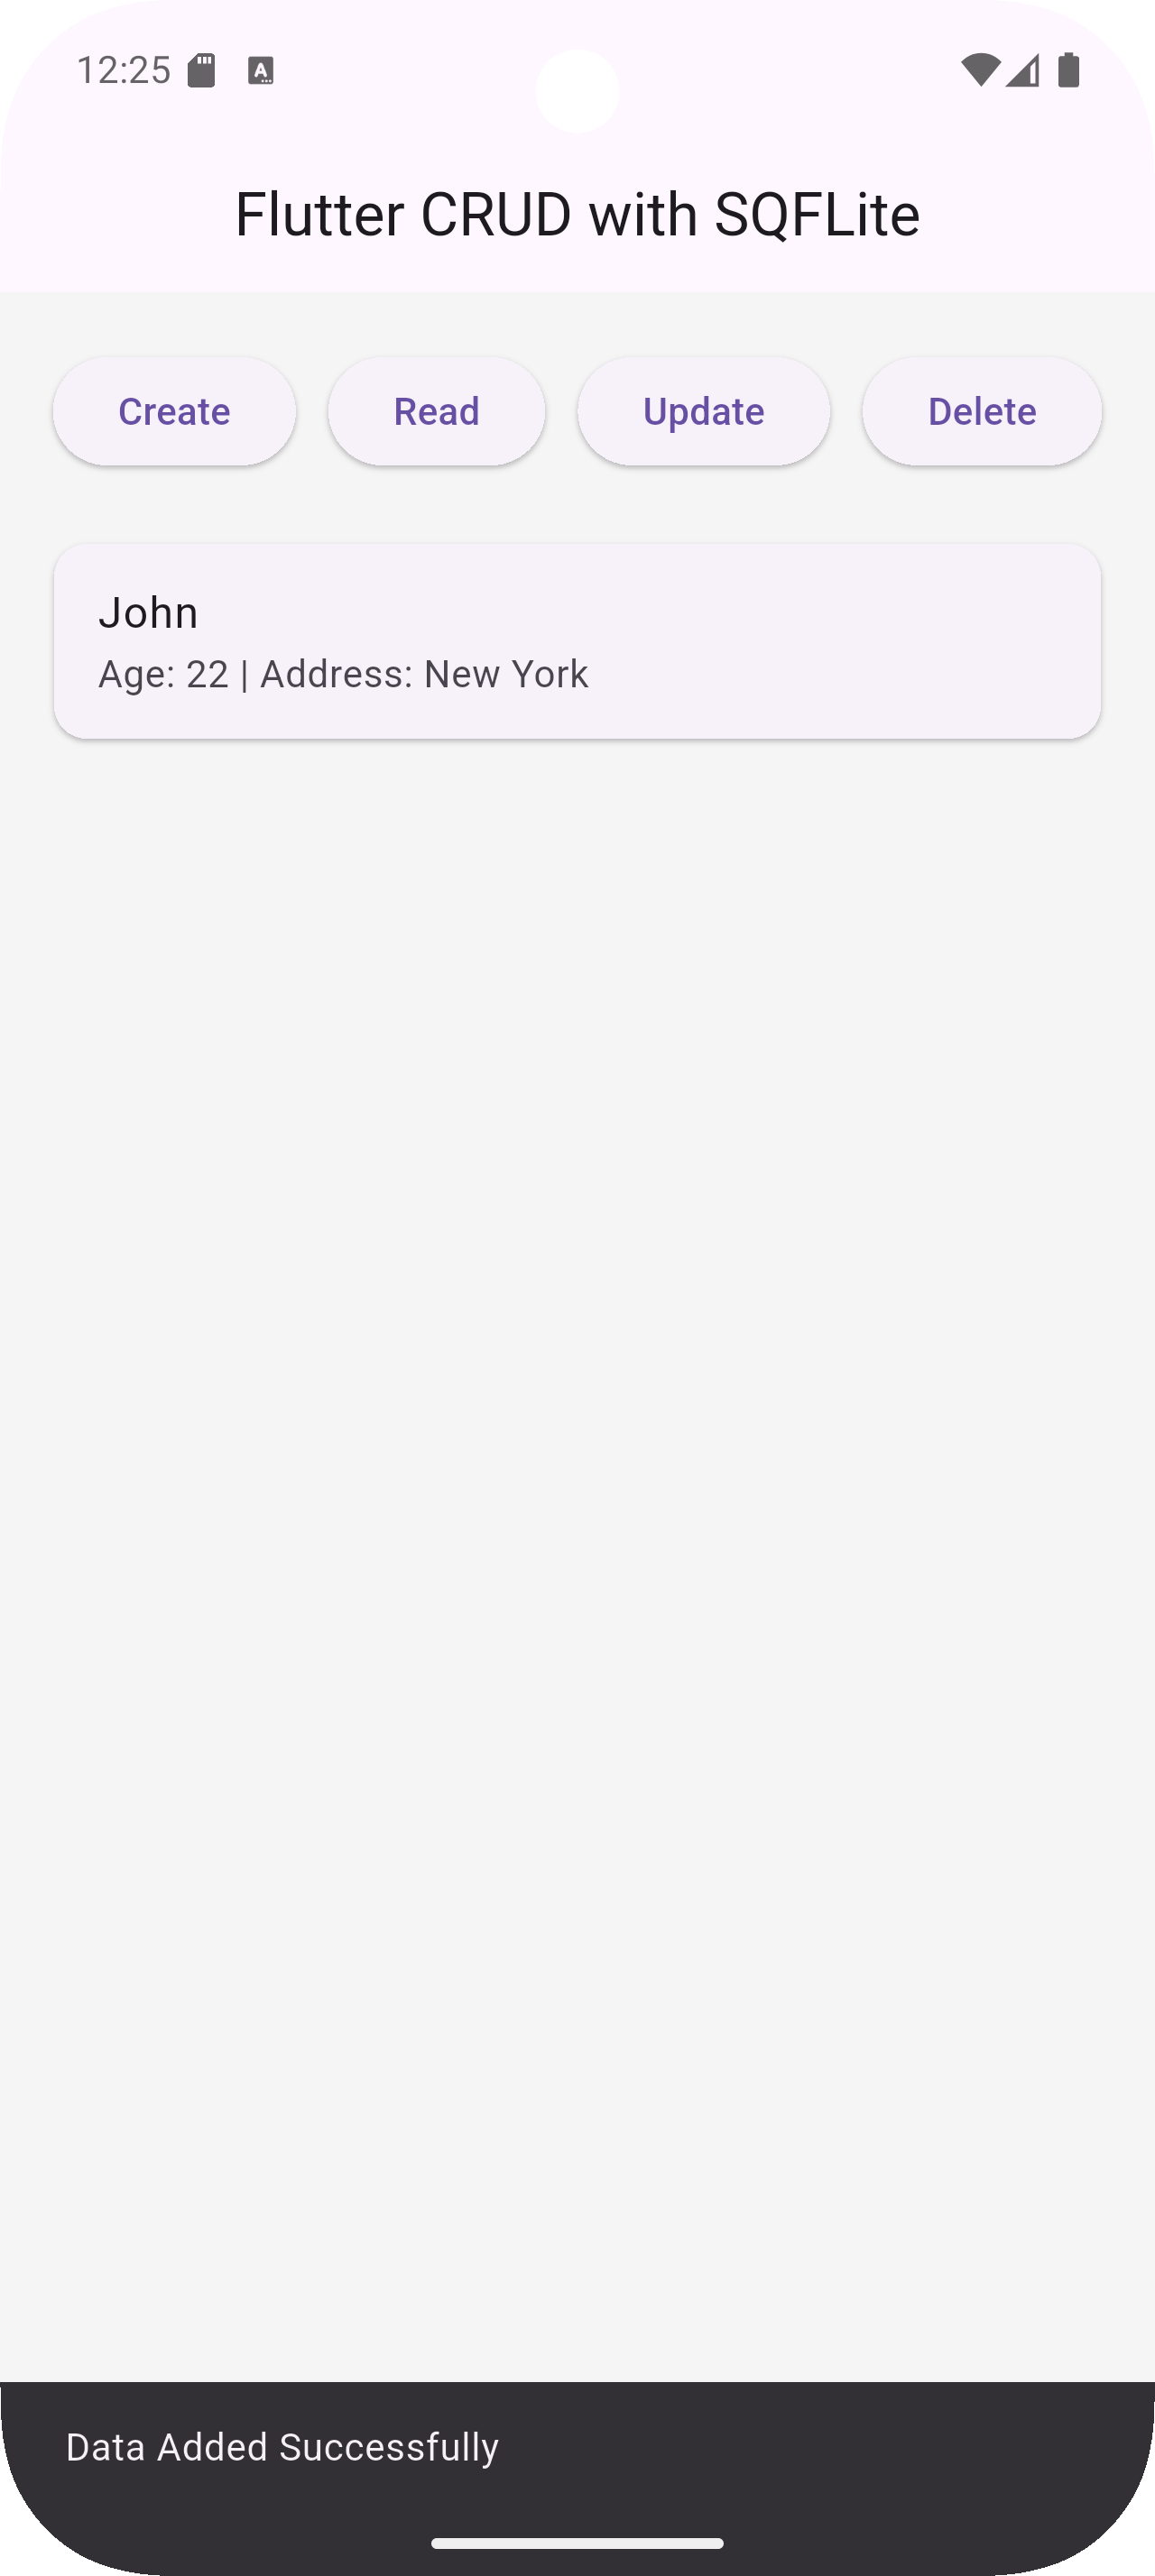 12:25
Flutter CRUD with SQFLite
Create Read Update Delete
John
Age: 22 | Address: New York
Data Added Successfully